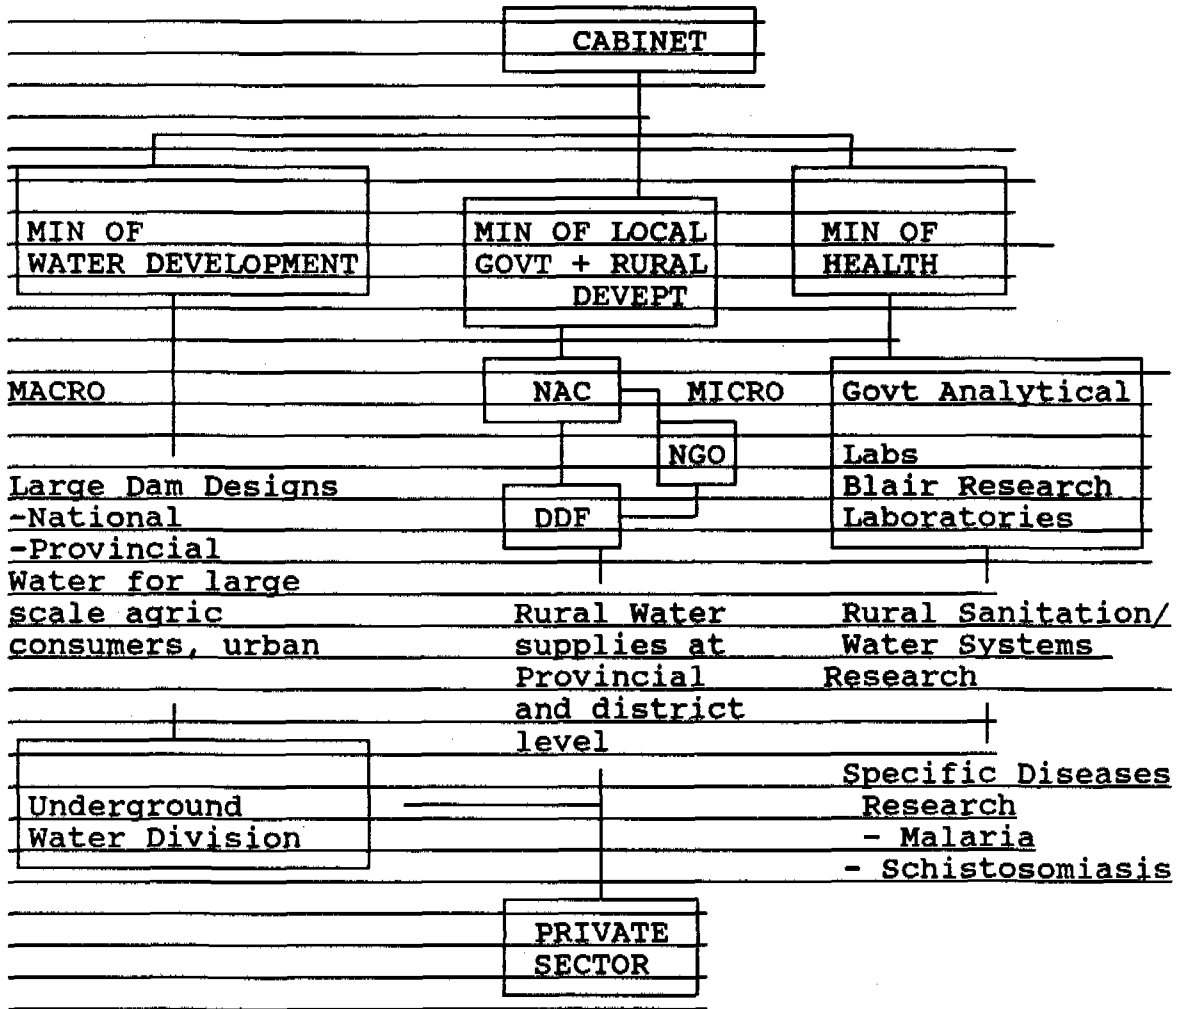 CABINET
MIN OF
WATER DEVELOPMENT
MIN OF LOCAL
GOVT + RURAL
DEVEPT
MIN OF
HEALTH
MACRO
NAC
MICRO
NGO
DDF
Govt Analytical
Labs
Blair Research
Laboratories
Large Dam Designs
-National
-Provincial
Water for large
scale agric
consumers, urban
Rural Water
supplies at
Provincial
and district
level
Rural Sanitation/
Water Systems
Research
Specific Diseases
Research
- Malaria
- Schistosomiasis
Underground
Water Division
PRIVATE
SECTOR